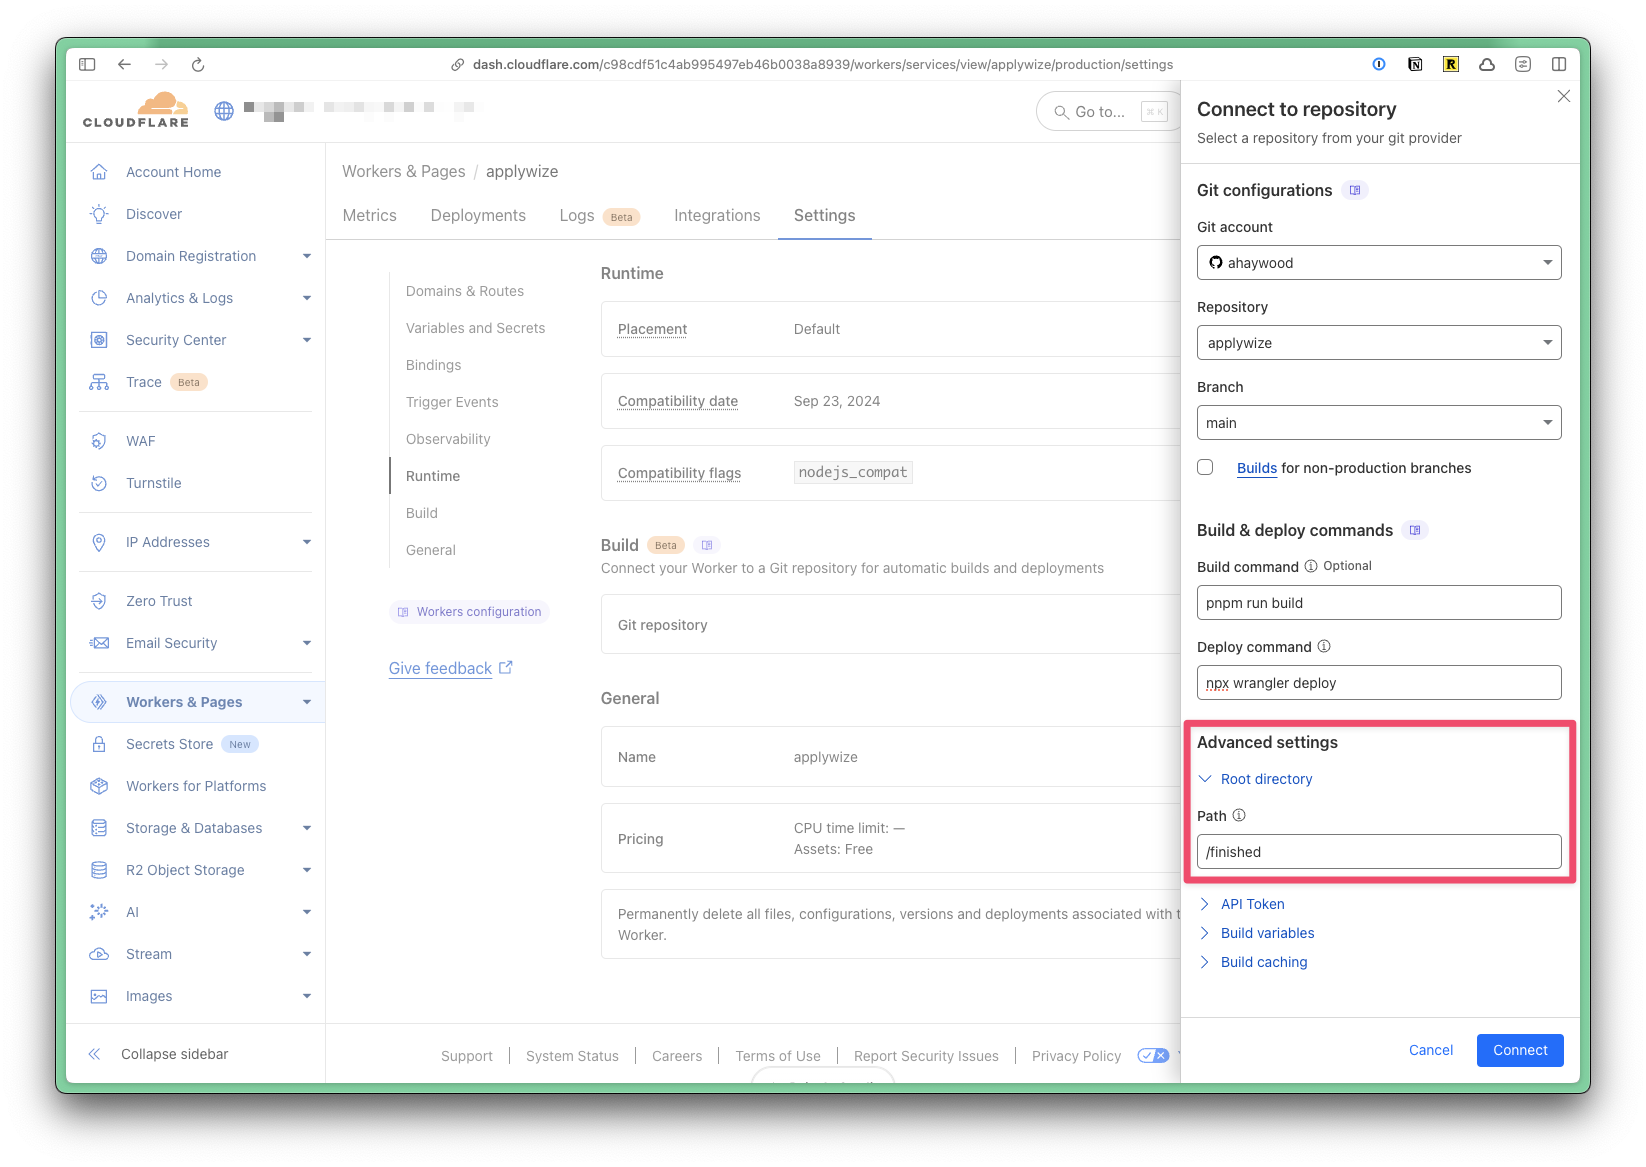 dash.cloudflare.com/c98cdf51c4ab995497eb46b0038a8939/workers/services/view/applywize/production/settings
CLOUDFLARE
Go to...
⌘ K
Account Home
Discover
Domain Registration
Analytics & Logs
Security Center
Trace Beta
WAF
Turnstile
IP Addresses
Zero Trust
Email Security
Workers & Pages
Secrets Store New
Workers for Platforms
Storage & Databases
R2 Object Storage
AI
Stream
Images
Collapse sidebar
Workers & Pages / applywize
Metrics
Deployments
Logs Beta
Integrations
Settings
Domains & Routes
Variables and Secrets
Bindings
Trigger Events
Observability
Runtime
Build
General
Workers configuration
Give feedback
Runtime
Placement Default
Compatibility date Sep 23, 2024
Compatibility flags nodejs_compat
Build Beta
Connect your Worker to a Git repository for automatic builds and deployments
Git repository
General
Name applywize
Pricing CPU time limit: —
Assets: Free
Permanently delete all files, configurations, versions and deployments associated with t
Worker.
Support
System Status
Careers
Terms of Use
Report Security Issues
Privacy Policy
Connect to repository
Select a repository from your git provider
Git configurations
Git account
ahaywood
Repository
applywize
Branch
main
Builds for non-production branches
Build & deploy commands
Build command Optional
pnpm run build
Deploy command
npx wrangler deploy
Advanced settings
Root directory
Path
/finished
API Token
Build variables
Build caching
Cancel
Connect